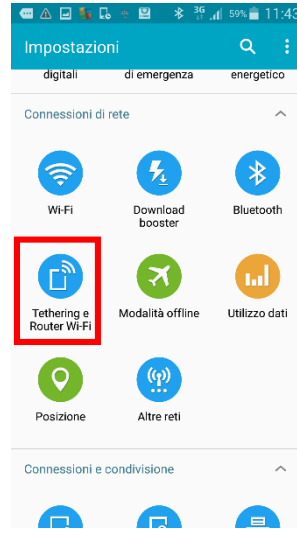 3G 59% 11:43
Impostazioni
digitali di emergenza energetico
Connessioni di rete
Wi-Fi Download booster Bluetooth
Tethering e Router Wi-Fi Modalità offline Utilizzo dati
Posizione Altre reti
Connessioni e condivisione